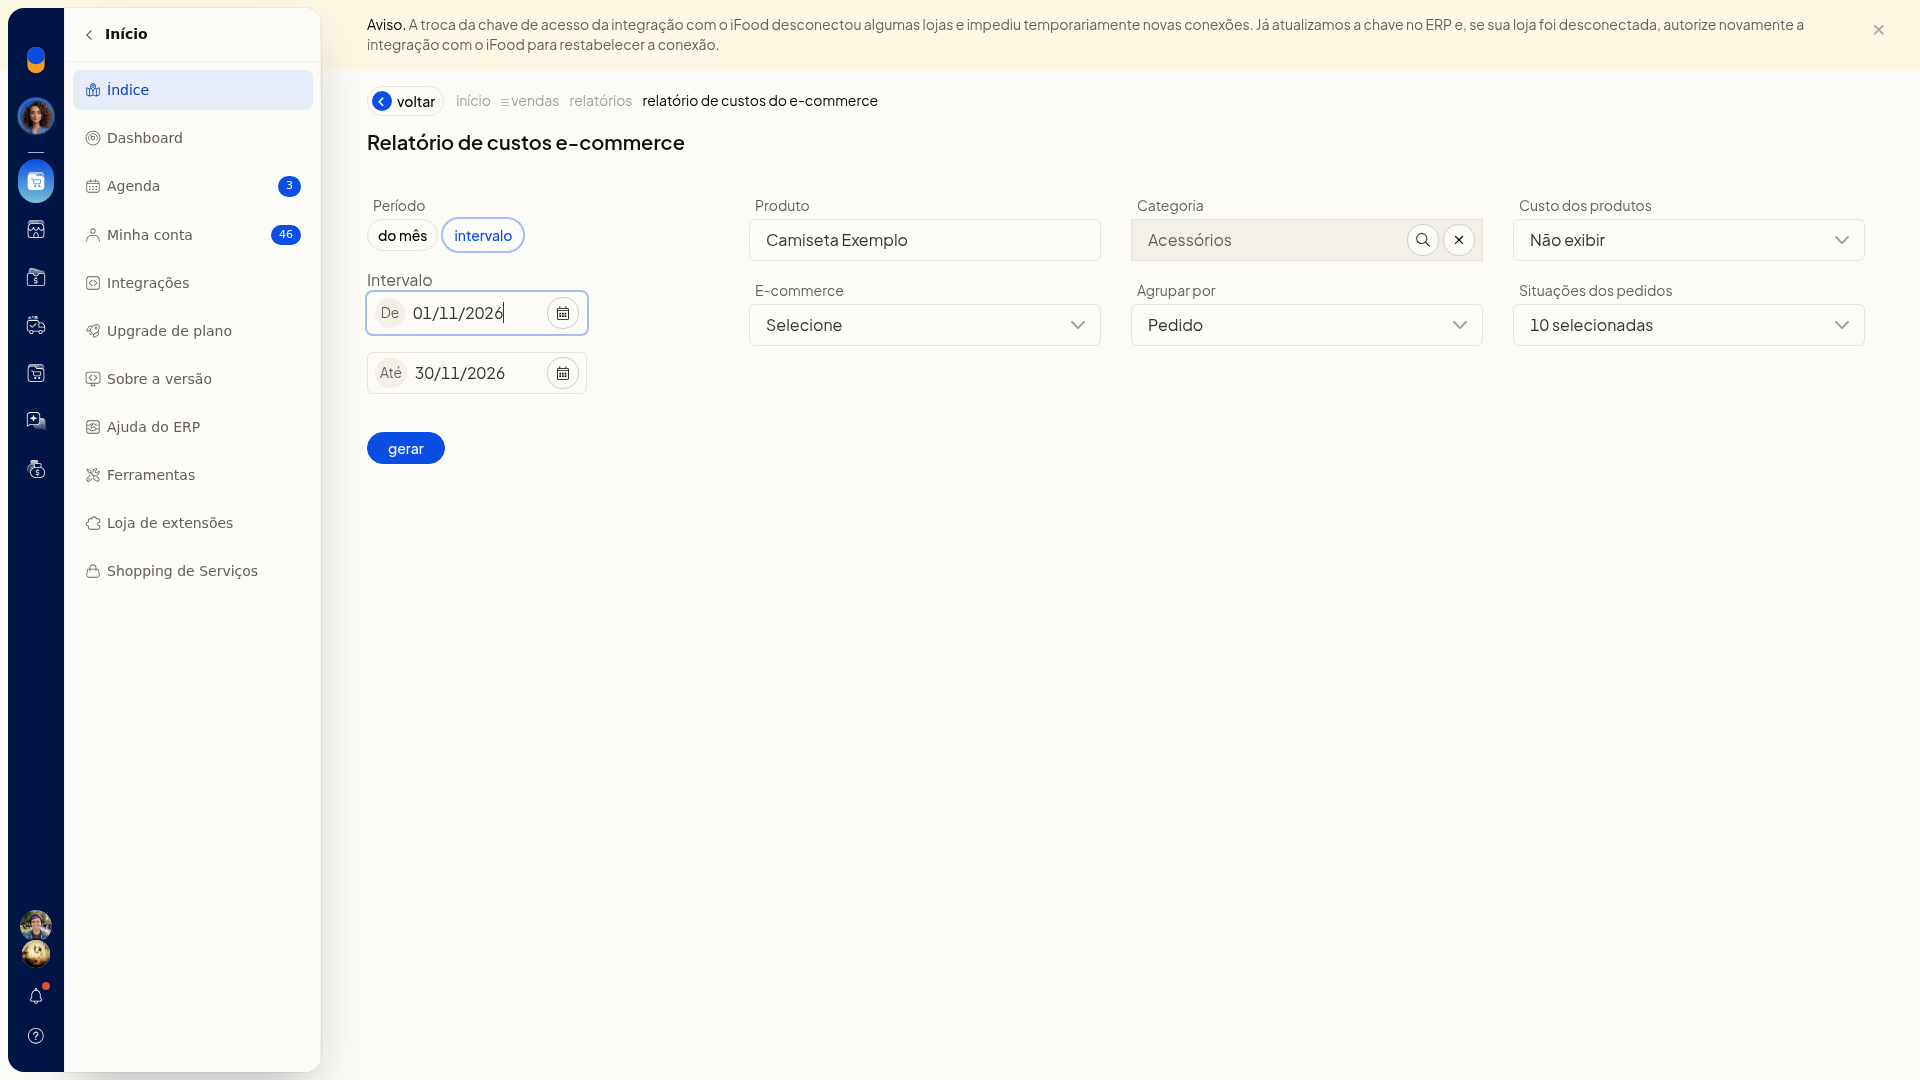 Início
Índice
Dashboard
Agenda
3
Minha conta
46
Integrações
Upgrade de plano
Sobre a versão
Ajuda do ERP
Ferramentas
Loja de extensões
Shopping de Serviços
Aviso. A troca da chave de acesso da integração com o iFood desconectou algumas lojas e impediu temporariamente novas conexões. Já atualizamos a chave no ERP e, se sua loja foi desconectada, autorize novamente a
integração com o iFood para restabelecer a conexão.
voltar
início
vendas
relatórios
relatório de custos do e-commerce
Relatório de custos e-commerce
Período
do mês
intervalo
Intervalo
De 01/11/2026
Até 30/11/2026
Produto
Camiseta Exemplo
Categoria
Acessórios
Custo dos produtos
Não exibir
E-commerce
Selecione
Agrupar por
Pedido
Situações dos pedidos
10 selecionadas
gerar